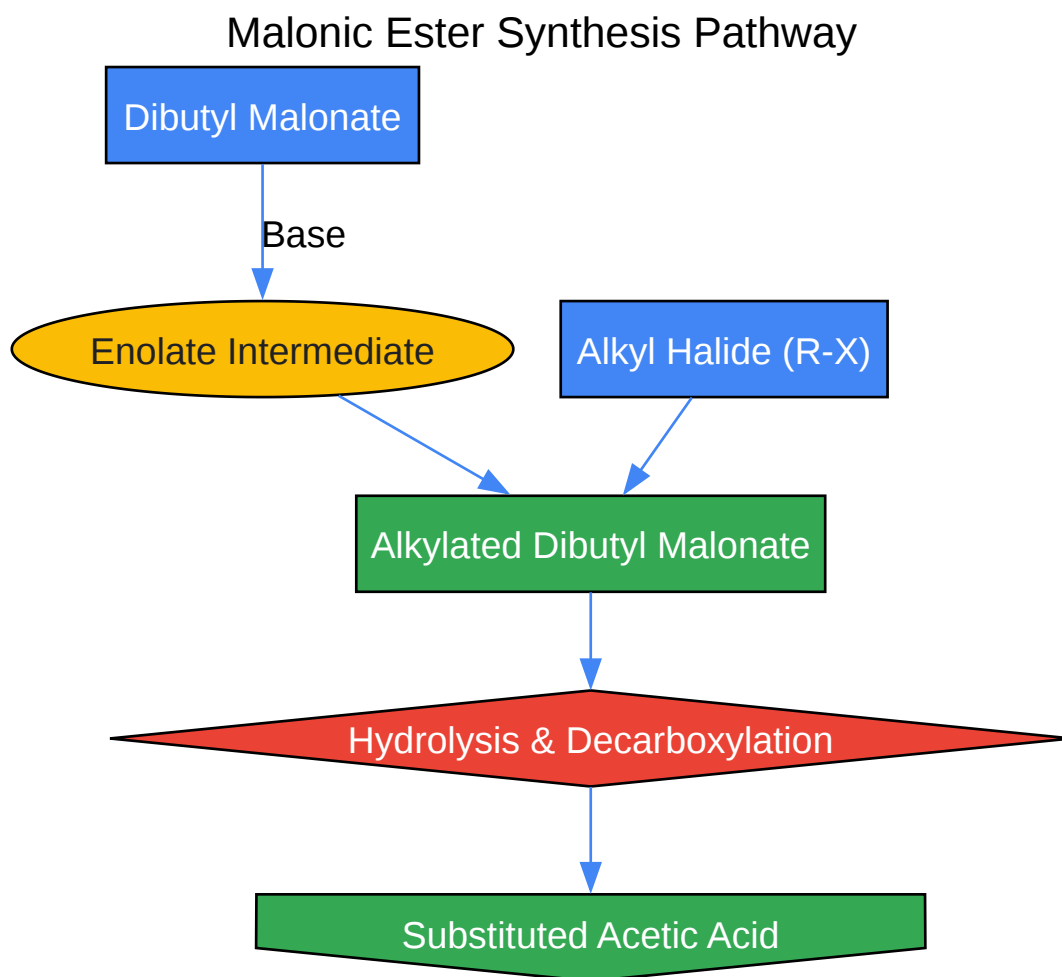 Malonic Ester Synthesis Pathway
Dibutyl Malonate
Base
Enolate Intermediate
Alkyl Halide (R-X)
Alkylated Dibutyl Malonate
Hydrolysis & Decarboxylation
Substituted Acetic Acid